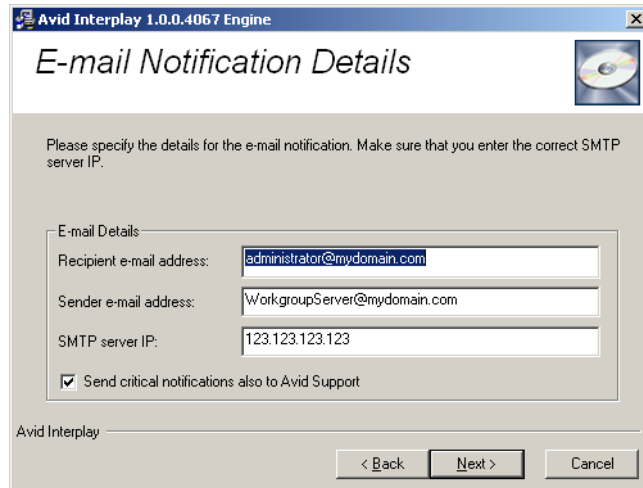 Avid Interplay 1.0.0.4067 Engine
E-mail Notification Details
Please specify the details for the e-mail notification. Make sure that you enter the correct SMTP
server IP.
E-mail Details
Recipient e-mail address: administrator@mydomain.com
Sender e-mail address: WorkgroupServer@mydomain.com
SMTP server IP: 123.123.123.123
Send critical notifications also to Avid Support
Avid Interplay
< Back Next > Cancel